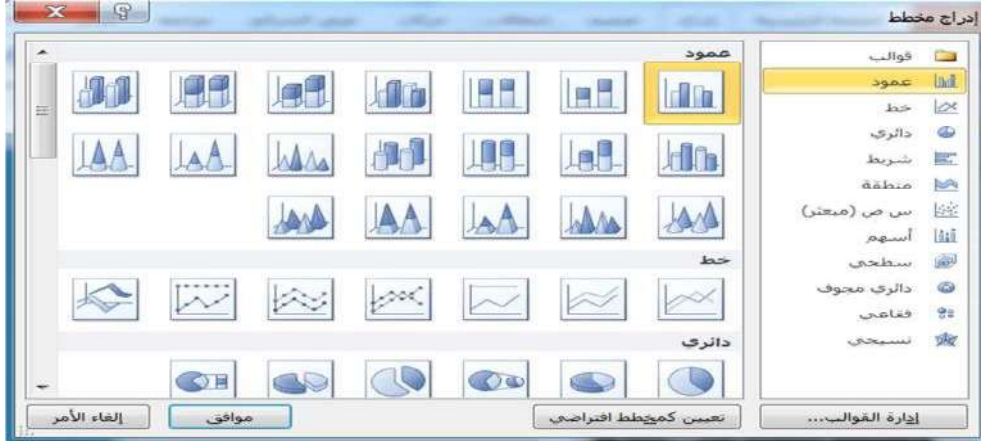 إدراج مخطط
قوالب
عمود
خط
دائري
شريط
منطقة
س ص (مبعثر)
أسهم
سطحي
دائري مجوف
فقاعي
نسيجي
عمود
خط
دائري
إدارة القوالب...
تعيين كمخطط افتراضي
موافق
إلغاء الأمر